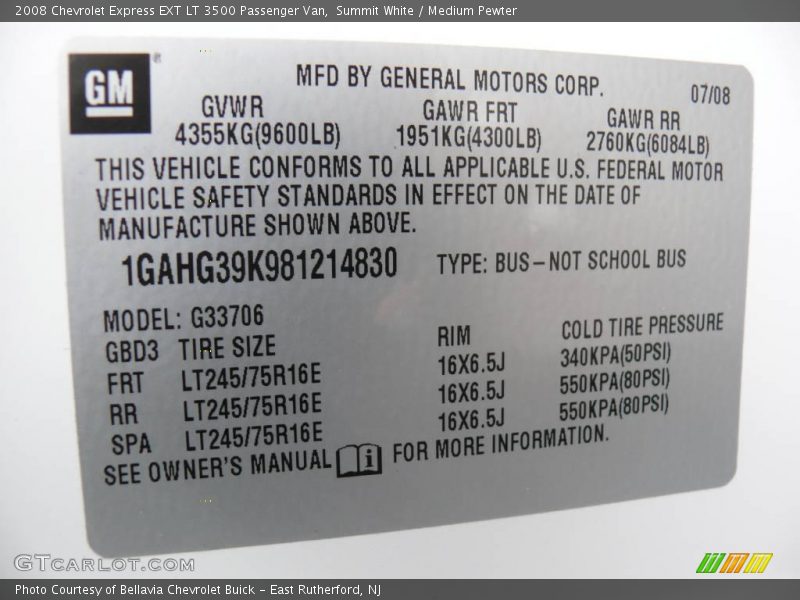 2008 Chevrolet Express EXT LT 3500 Passenger Van,  Summit White / Medium Pewter
GM®
MFD BY GENERAL MOTORS CORP. 07/08
GVWR GAWR FRT GAWR RR
4355KG(9600LB) 1951KG(4300LB) 2760KG(6084LB)
THIS VEHICLE CONFORMS TO ALL APPLICABLE U.S. FEDERAL MOTOR
VEHICLE SAFETY STANDARDS IN EFFECT ON THE DATE OF
MANUFACTURE SHOWN ABOVE.
1GAHG39K981214830 TYPE: BUS–NOT SCHOOL BUS
MODEL: G33706
GBD3 TIRE SIZE RIM COLD TIRE PRESSURE
FRT LT245/75R16E 16X6.5J 340KPA(50PSI)
RR LT245/75R16E 16X6.5J 550KPA(80PSI)
SPA LT245/75R16E 16X6.5J 550KPA(80PSI)
SEE OWNER'S MANUAL i FOR MORE INFORMATION.
GTCARLOT.COM
Photo Courtesy of Bellavia Chevrolet Buick – East Rutherford, NJ